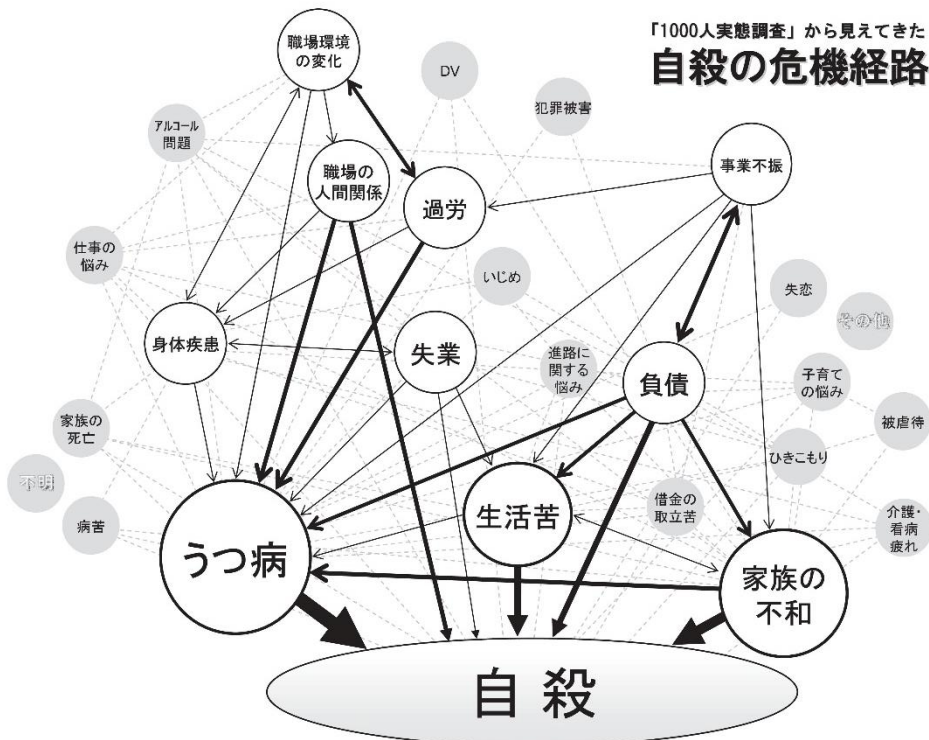 「1000人実態調査」から見えてきた
自殺の危機経路
職場環境
の変化
DV
犯罪被害
アルコール
問題
職場の
人間関係
過労
事業不振
仕事の
悩み
いじめ
失恋
その他
身体疾患
失業
進路に
関する
悩み
負債
子育て
の悩み
家族の
死亡
被虐待
ひきこもり
不明
病苦
うつ病
生活苦
借金の
取立苦
介護・
看病
疲れ
家族の
不和
自殺